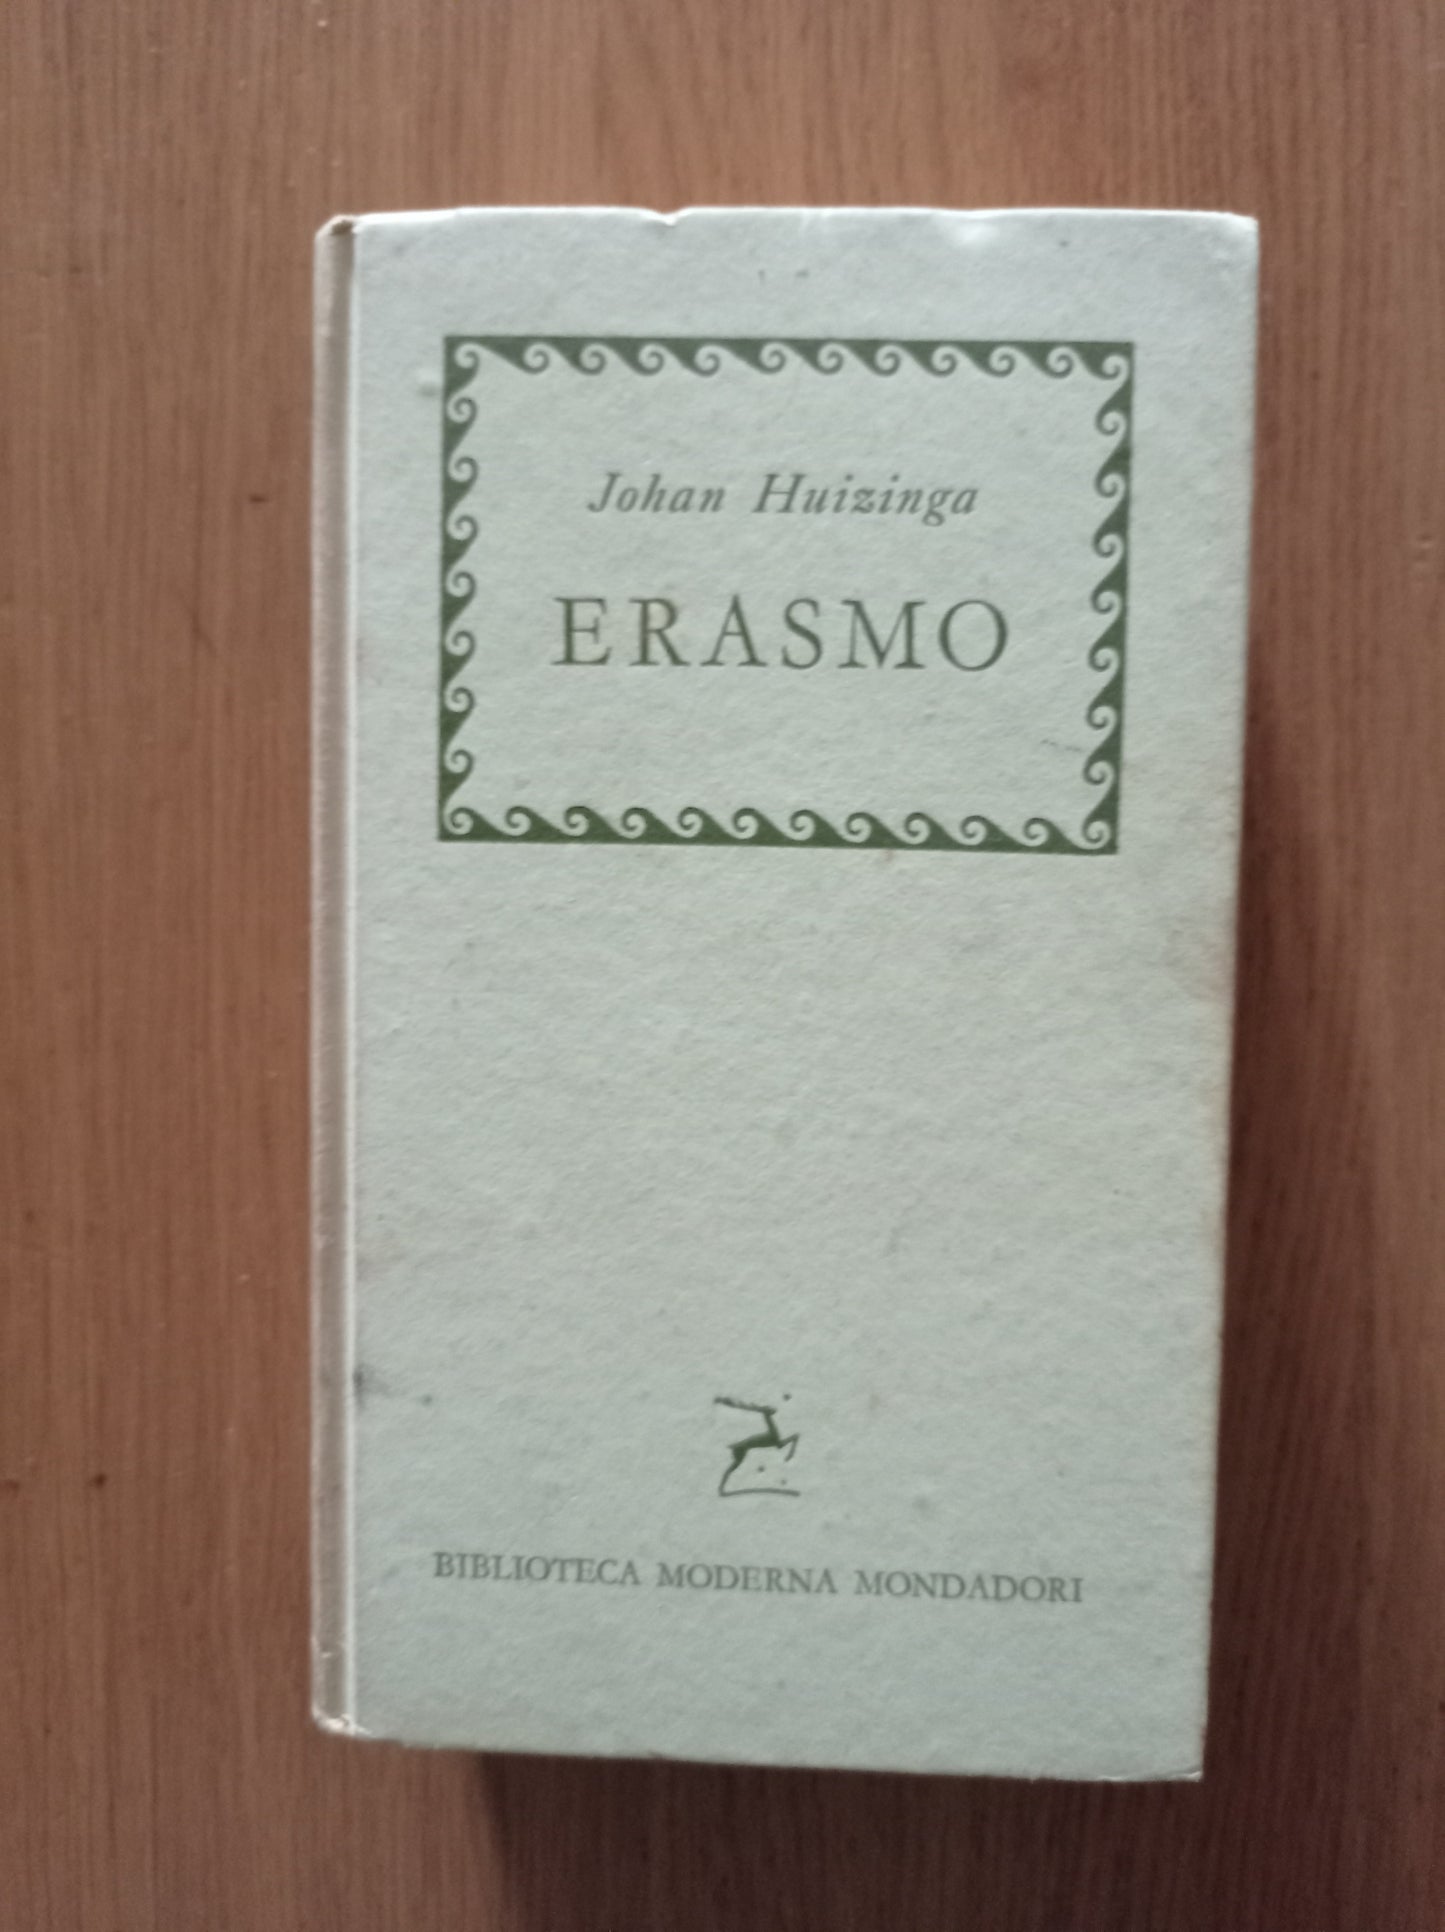 Johan Huizinga
ERASMO
BIBLIOTECA MODERNA MONDADORI